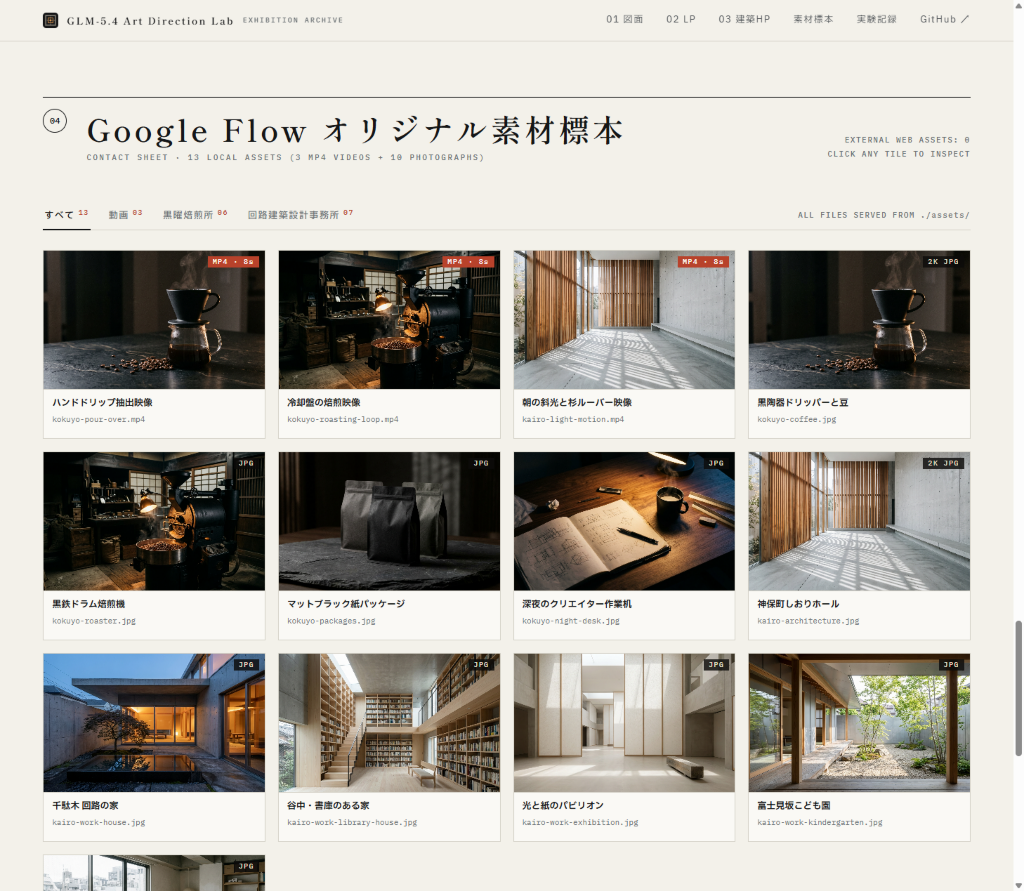 GLM-5.4 Art Direction Lab EXHIBITION ARCHIVE 01 図面 02 LP 03 建築HP 素材標本 実験記録 GitHub ↗
04 Google Flow オリジナル素材標本
CONTACT SHEET · 13 LOCAL ASSETS (3 MP4 VIDEOS + 10 PHOTOGRAPHS)
EXTERNAL WEB ASSETS: 0
CLICK ANY TILE TO INSPECT
すべて 13 動画 03 黒曜焙煎所 06 回路建築設計事務所 07 ALL FILES SERVED FROM ./assets/
MP4 · 8s
ハンドドリップ抽出映像
kokuyo-pour-over.mp4
MP4 · 8s
冷却盤の焙煎映像
kokuyo-roasting-loop.mp4
MP4 · 8s
朝の斜光と杉ルーバー映像
kairo-light-motion.mp4
2K JPG
黒陶器ドリッパーと豆
kokuyo-coffee.jpg
JPG
黒鉄ドラム焙煎機
kokuyo-roaster.jpg
JPG
マットブラック紙パッケージ
kokuyo-packages.jpg
JPG
深夜のクリエイター作業机
kokuyo-night-desk.jpg
2K JPG
神保町しおりホール
kairo-architecture.jpg
JPG
千駄木 回路の家
kairo-work-house.jpg
JPG
谷中・書庫のある家
kairo-work-library-house.jpg
JPG
光と紙のパビリオン
kairo-work-exhibition.jpg
JPG
富士見坂こども園
kairo-work-kindergarten.jpg
JPG